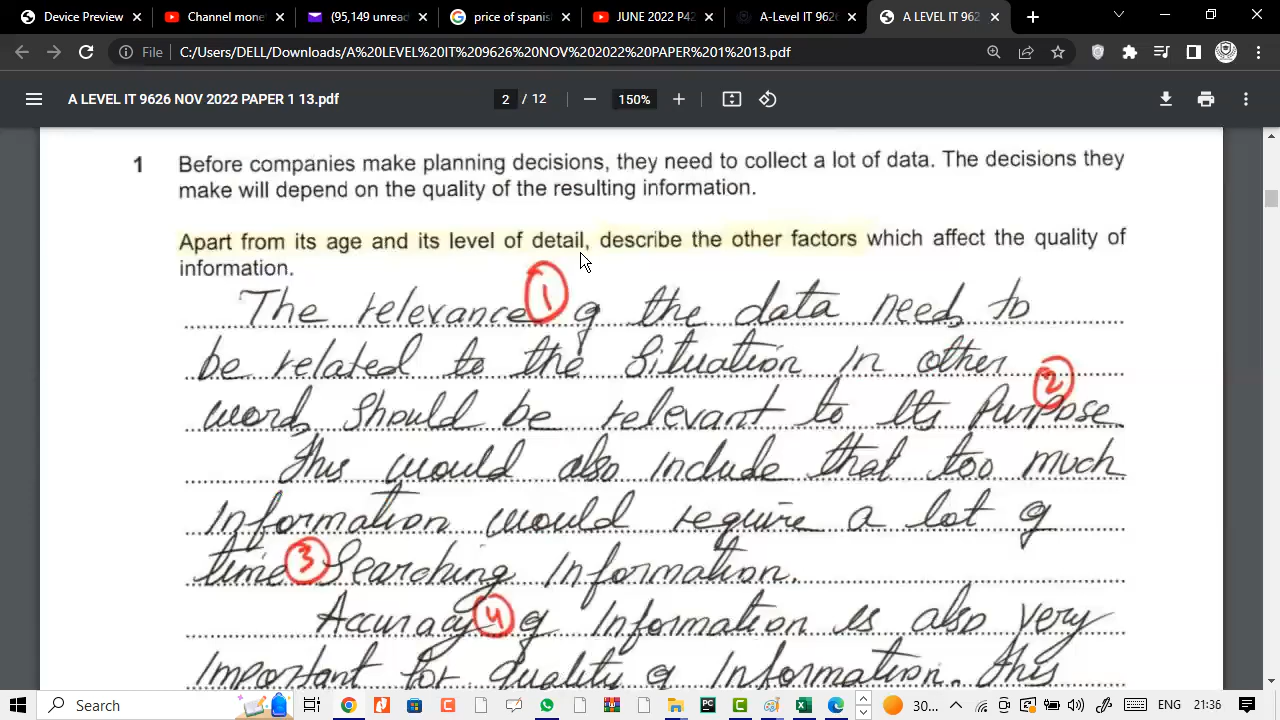 Device Preview
Channel mone
(95,149 unrea
price of spanis
JUNE 2022 P42
A-Level IT 9626
A LEVEL IT 962
File
C:/Users/DELL/Downloads/A%20LEVEL%20IT%209626%20NOV%202022%20PAPER%201%2013.pdf
A LEVEL IT 9626 NOV 2022 PAPER 1 13.pdf
2 / 12
150%
1 Before companies make planning decisions, they need to collect a lot of data. The decisions they
make will depend on the quality of the resulting information.
Apart from its age and its level of detail, describe the other factors which affect the quality of
information.
The relevance 1 of the data needs to
be related to the Situation in other
words should be relevant to its Purpose 2
This would also include that too much
Information would require a lot of
time 3 Searching Information.
Accuracy 4 of Information is also very
Important for quality of Information. This
Search
30...
ENG
21:36